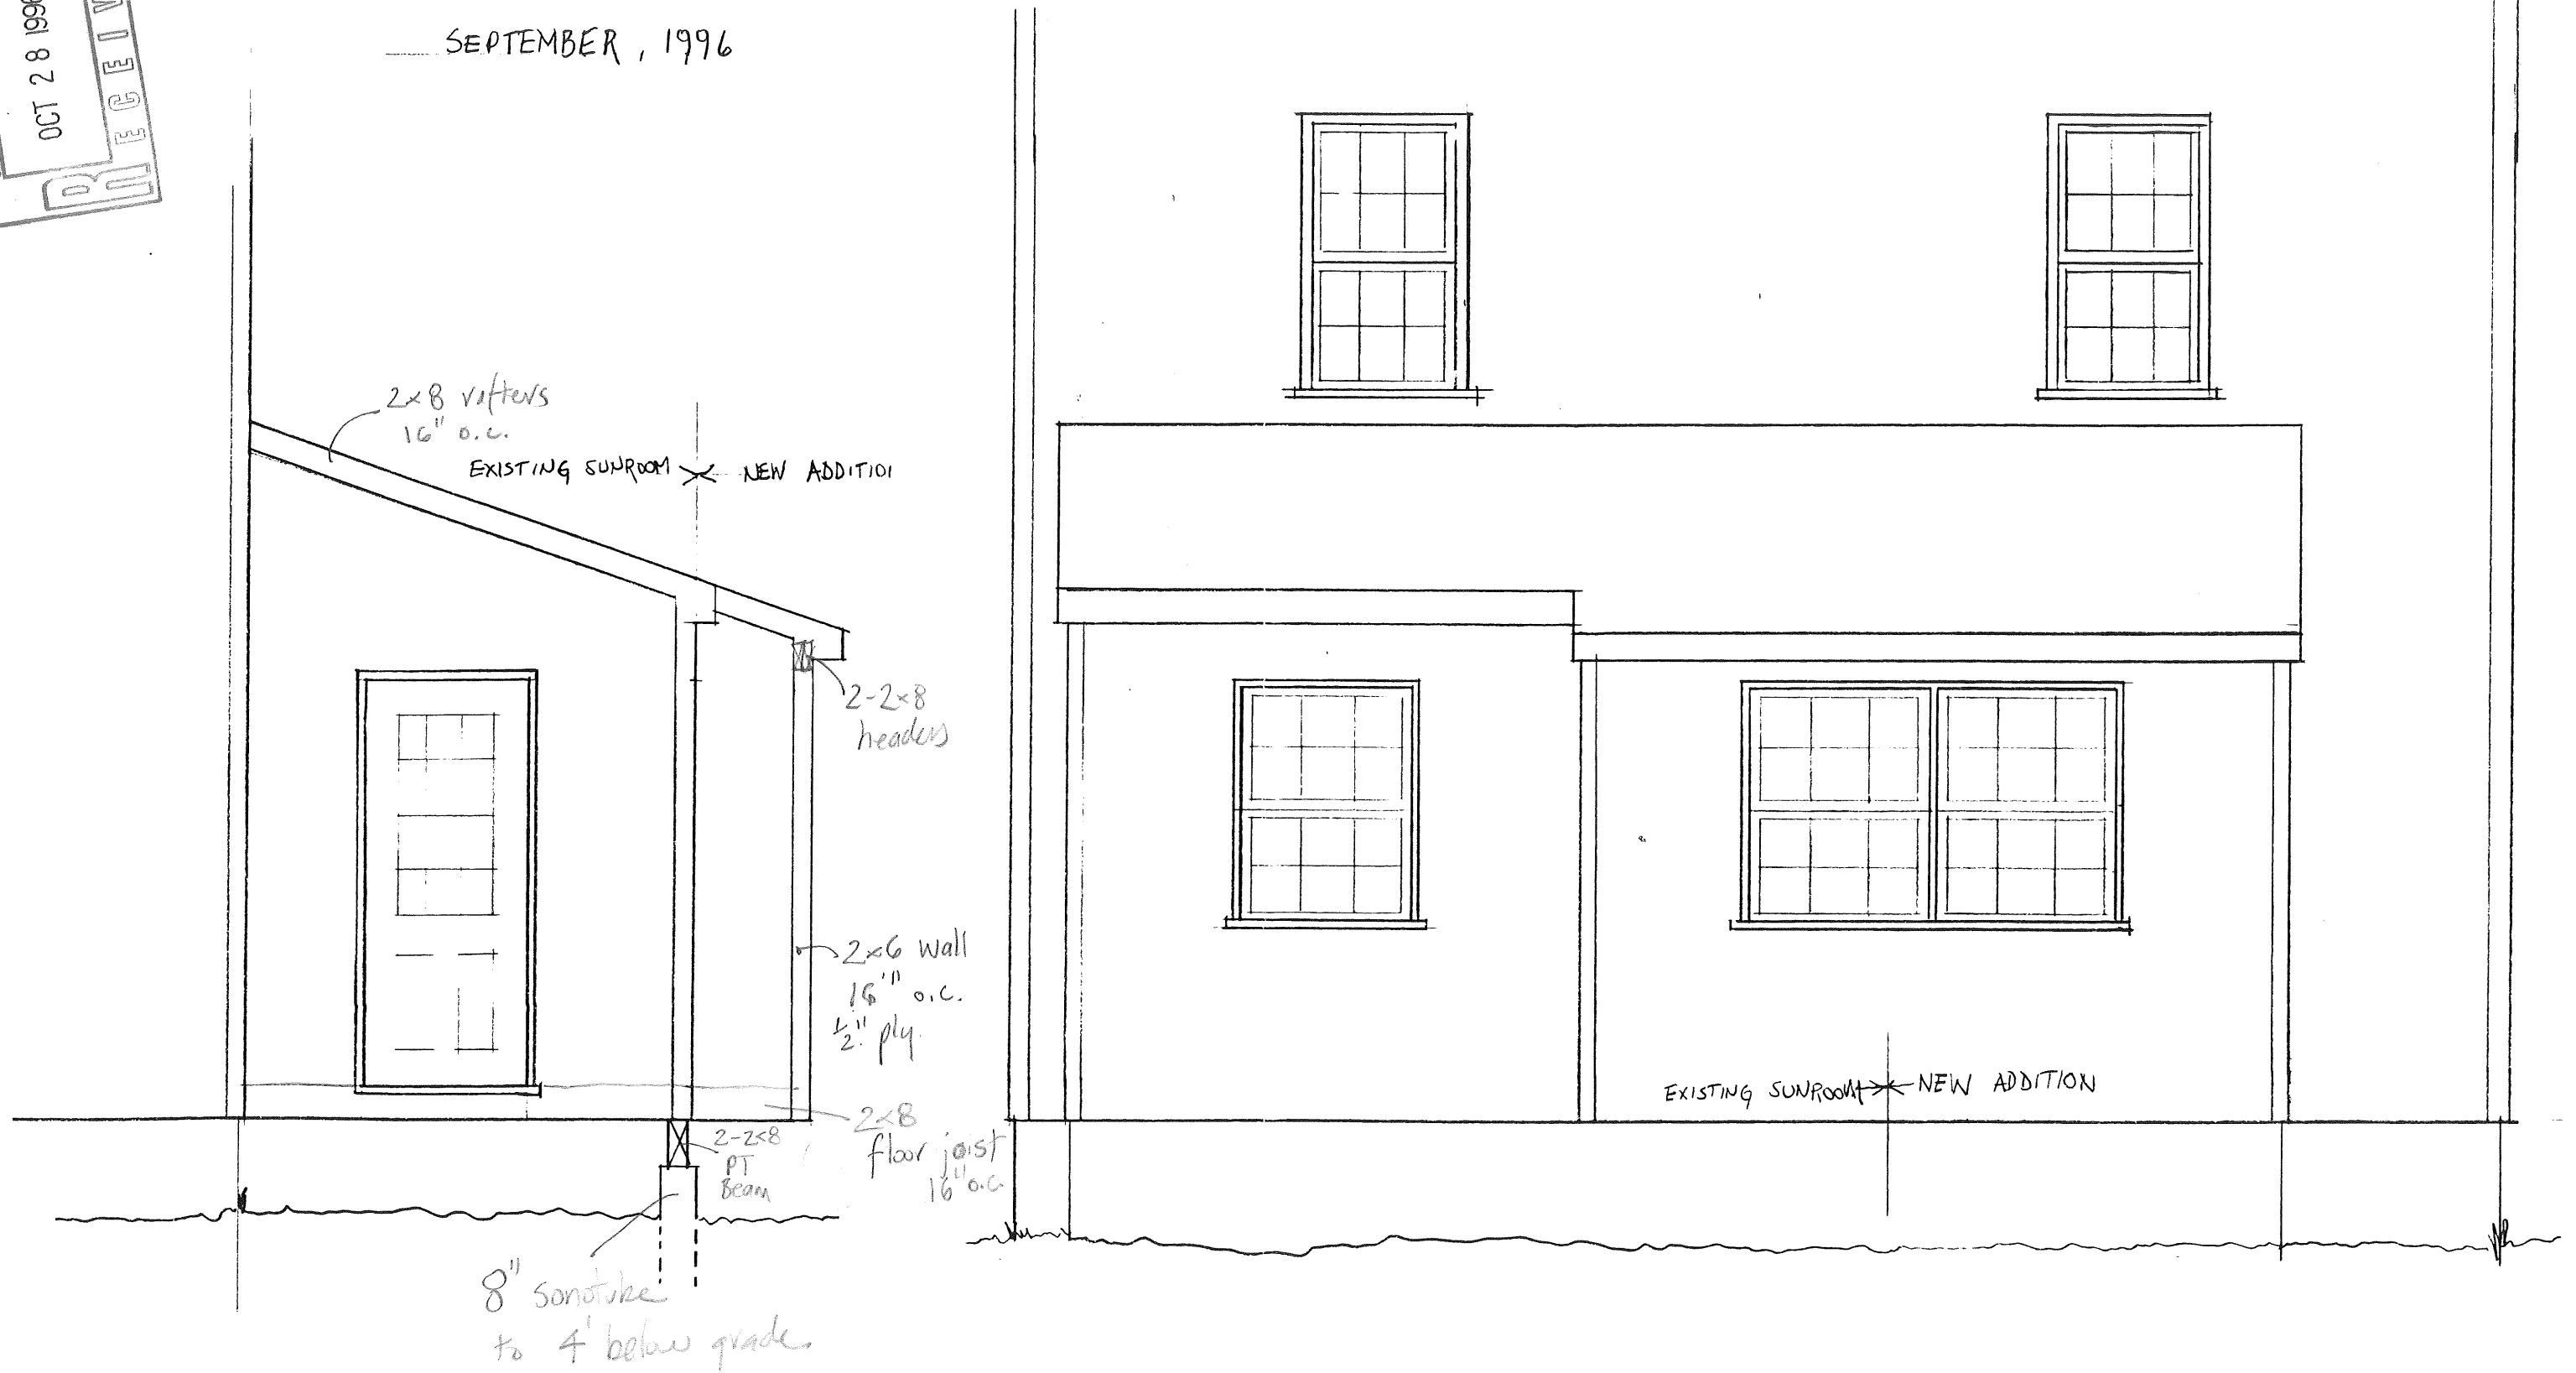 OCT 28 199
RECEIV
SEPTEMBER, 1996
2x8 rafters
16" o.c.
EXISTING SUNROOM NEW ADDITIO
2-2x8
headers
2x6 wall
16" o.c.
1/2" ply.
2x8
floor joist
16" o.c.
2-2x8
PT
Beam
8" sonotube
to 4' below grade
EXISTING SUNROOM NEW ADDITION